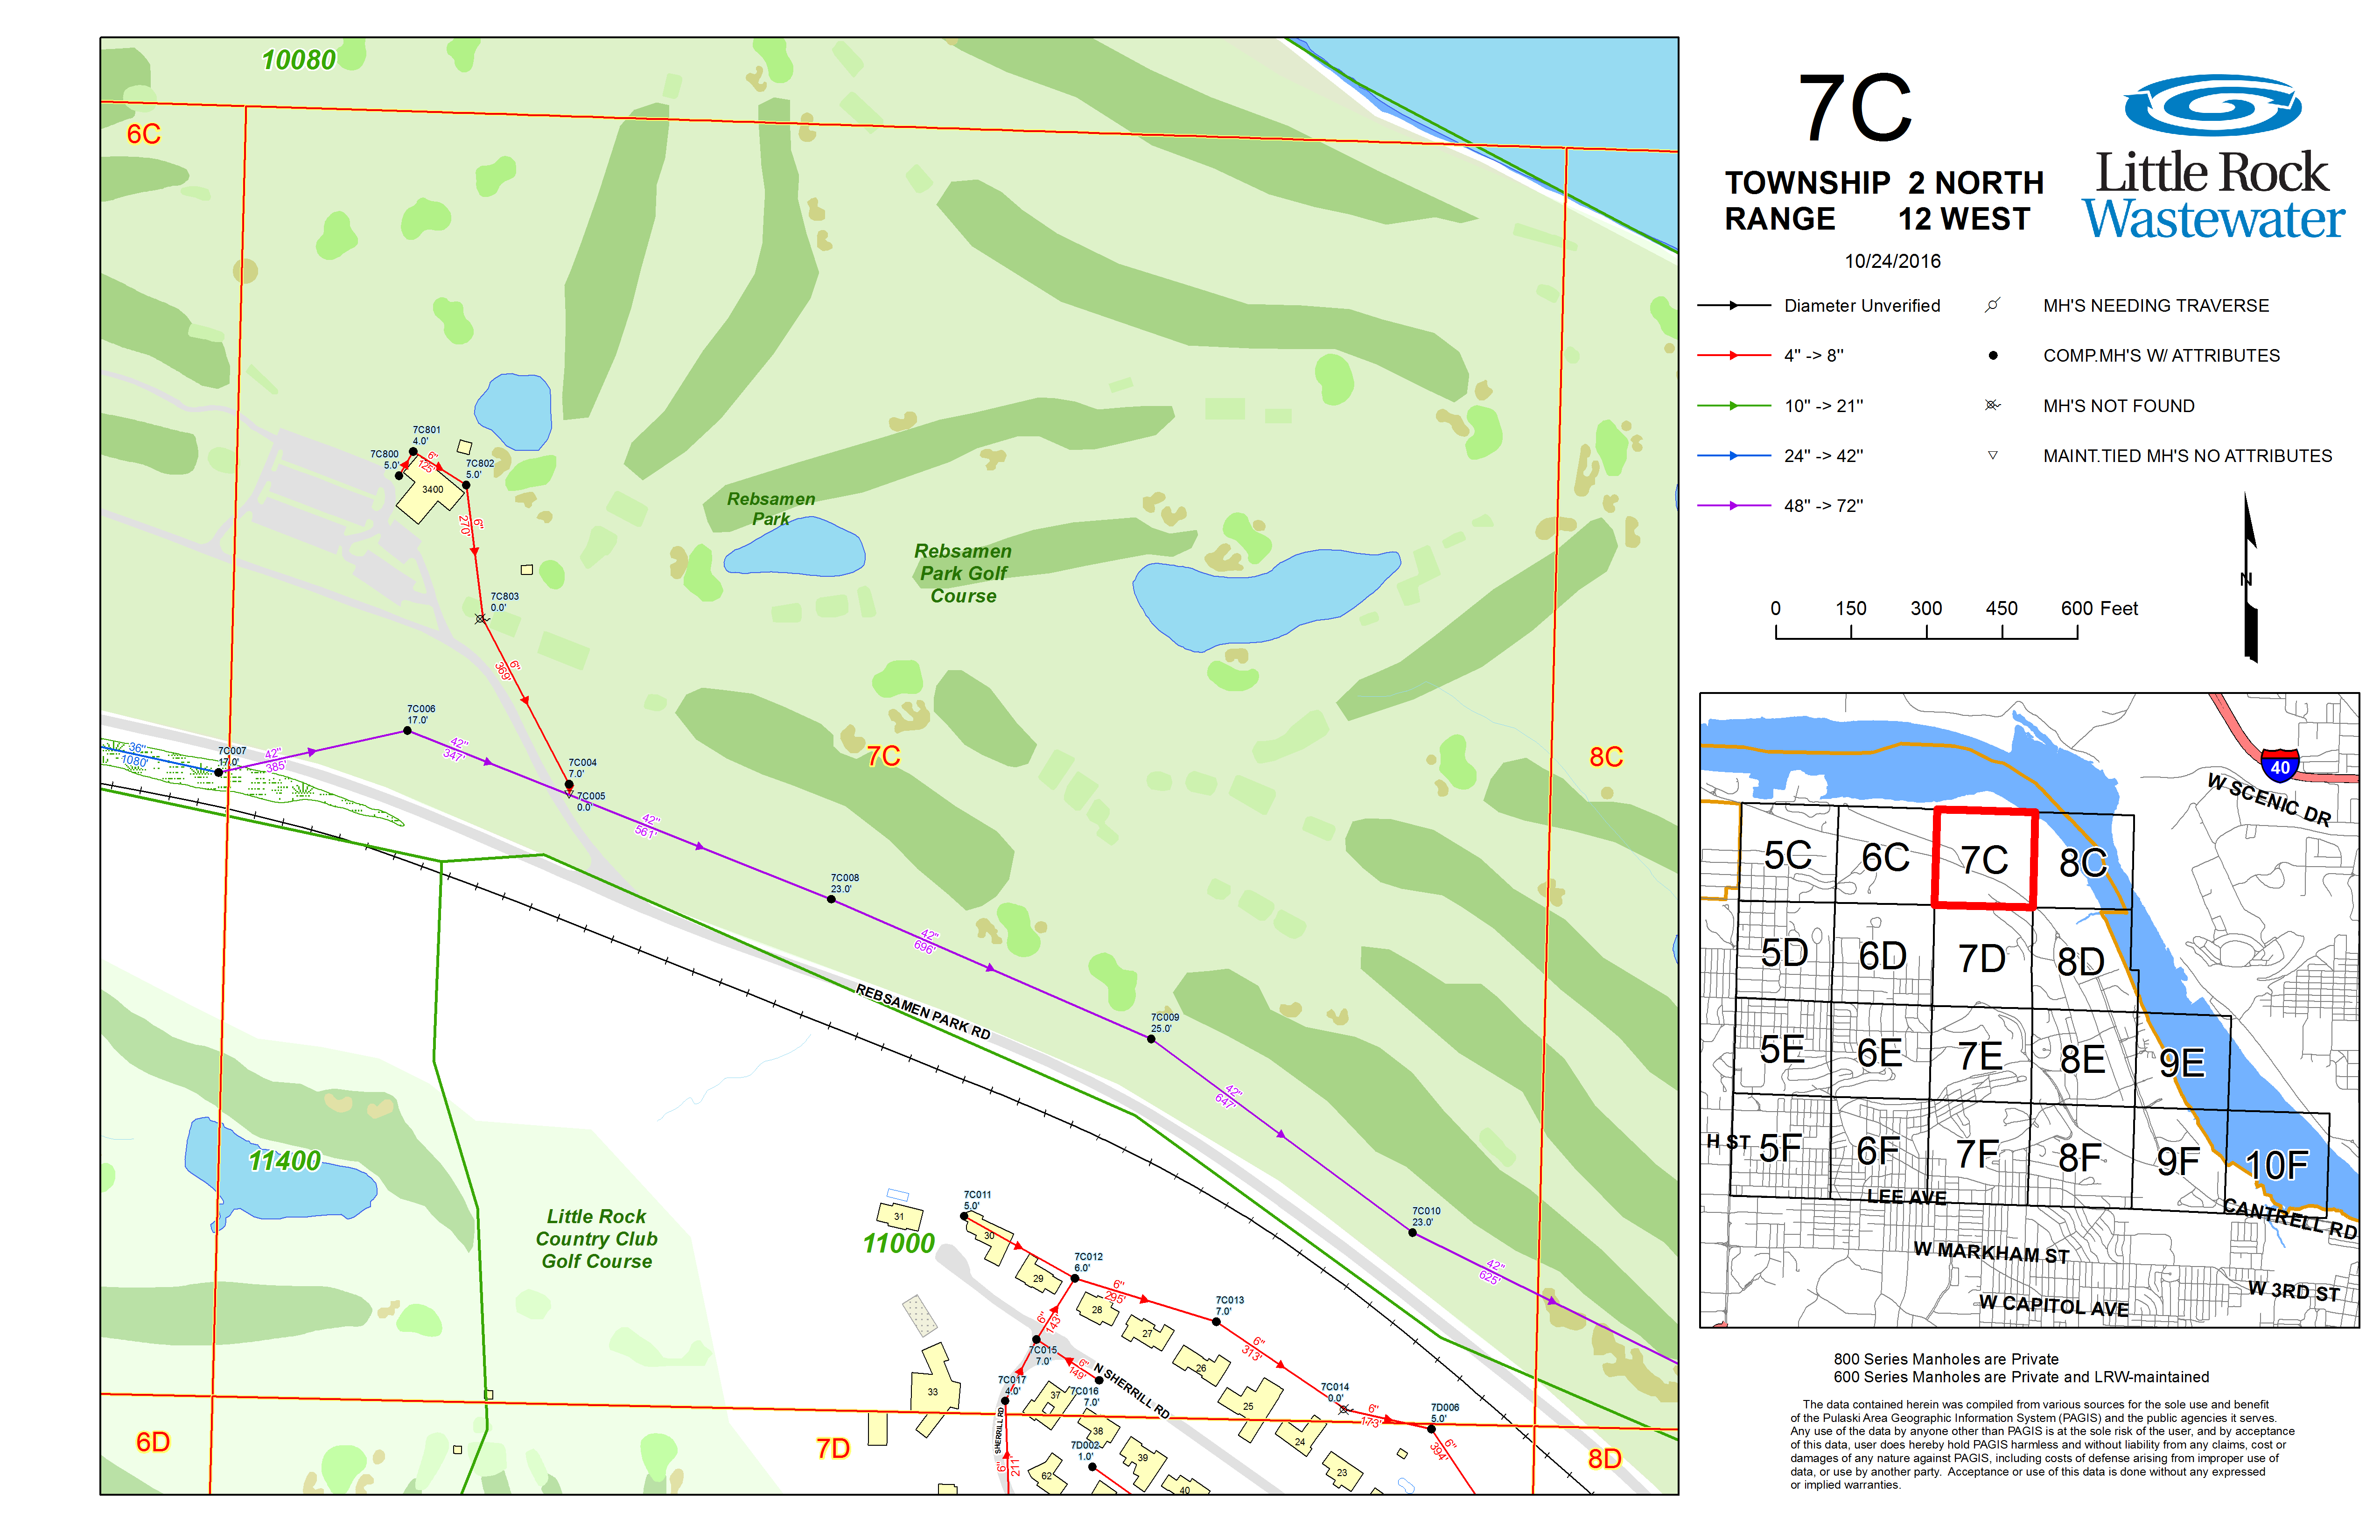 10080
6C
7C801
4.0'
7C800
5.0'
6"
125'
7C802
5.0'
3400
6"
270'
7C803
0.0'
6"
369'
Rebsamen
Park
Rebsamen
Park Golf
Course
7C006
17.0'
7C007
17.0'
36"
1080'
42"
385'
42"
347'
7C004
7.0'
7C005
0.0'
7C
8C
42"
561'
7C008
23.0'
42"
696'
REBSAMEN PARK RD
7C009
25.0'
42"
647'
11400
Little Rock
Country Club
Golf Course
11000
31
7C011
5.0'
30
29
7C012
6.0'
7C010
23.0'
42"
625'
6"
295'
28
7C013
7.0'
27
6"
143'
6"
313'
26
7C015
7.0'
6"
149'
N SHERRILL RD
7C017
4.0'
7C016
7.0'
33
37
25
7C014
0.0'
6"
173'
7D006
5.0'
6D
7D
8D
SHERRILL RD
38
7D002
1.0'
39
24
6"
394'
6"
211'
62
40
23
7C
TOWNSHIP 2 NORTH
RANGE 12 WEST
10/24/2016
Little Rock
Wastewater
Diameter Unverified
4" -> 8"
10" -> 21"
24" -> 42"
48" -> 72"
MH'S NEEDING TRAVERSE
COMP.MH'S W/ ATTRIBUTES
MH'S NOT FOUND
MAINT.TIED MH'S NO ATTRIBUTES
N
0 150 300 450 600 Feet
40
W SCENIC DR
5C 6C 7C 8C
5D 6D 7D 8D
5E 6E 7E 8E 9E
H ST 5F 6F 7F 8F 9F 10F
LEE AVE
CANTRELL RD
W MARKHAM ST
W 3RD ST
W CAPITOL AVE
800 Series Manholes are Private
600 Series Manholes are Private and LRW-maintained
The data contained herein was compiled from various sources for the sole use and benefit
of the Pulaski Area Geographic Information System (PAGIS) and the public agencies it serves.
Any use of the data by anyone other than PAGIS is at the sole risk of the user, and by acceptance
of this data, user does hereby hold PAGIS harmless and without liability from any claims, cost or
damages of any nature against PAGIS, including costs of defense arising from improper use of
data, or use by another party. Acceptance or use of this data is done without any expressed
or implied warranties.